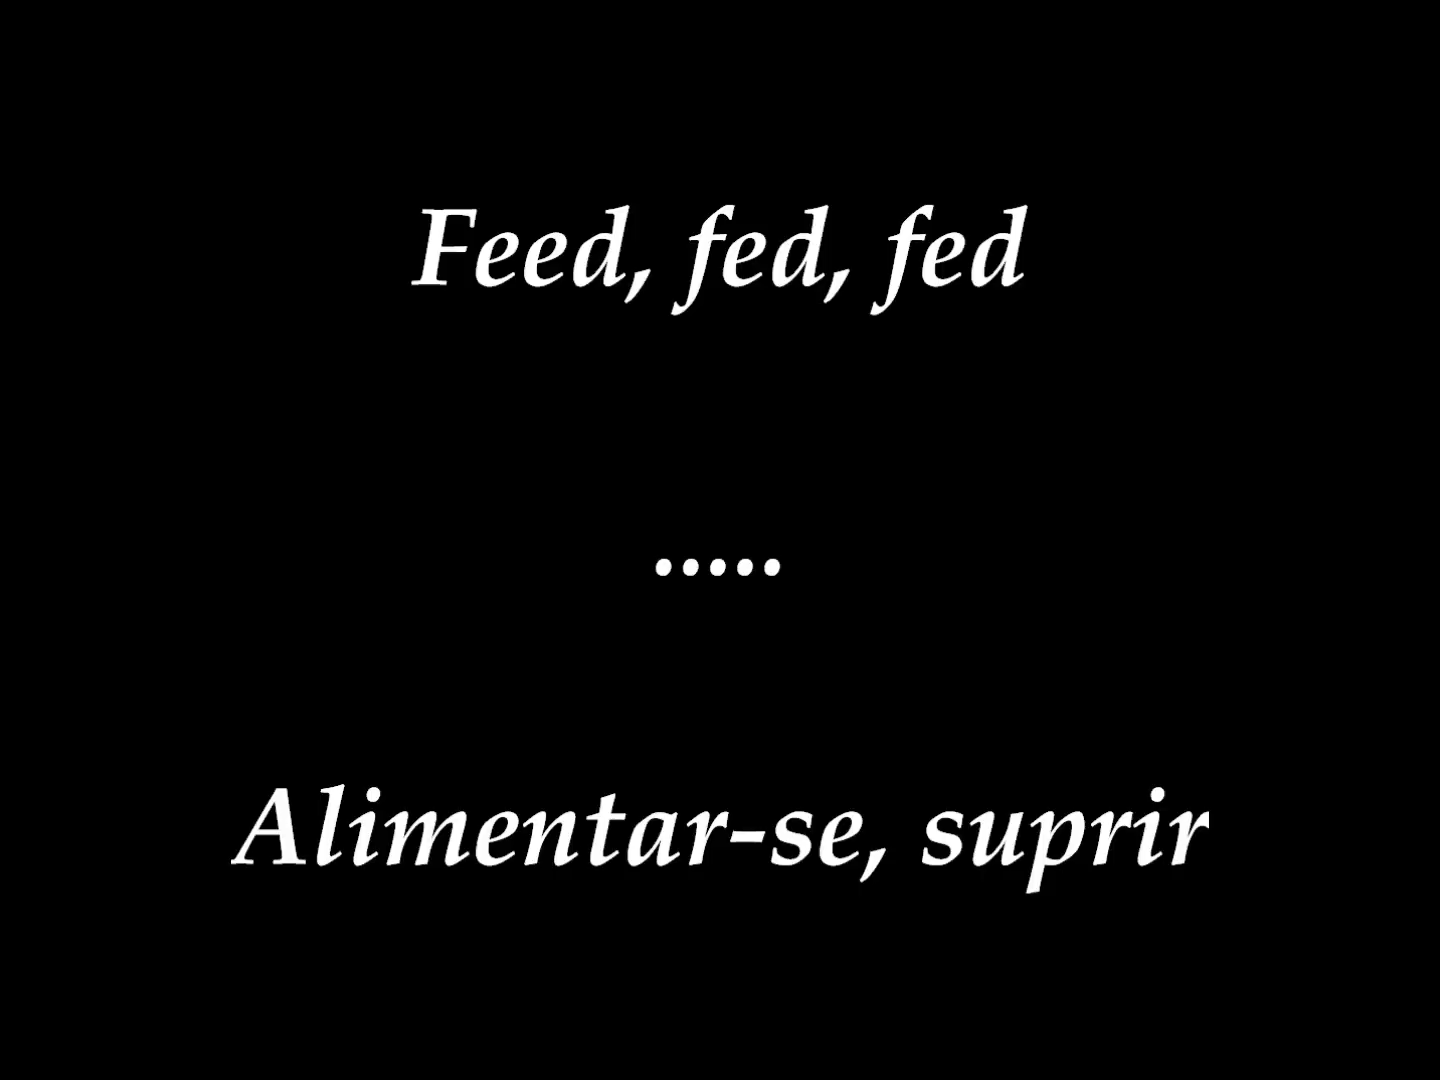 Feed, fed, fed
.....
Alimentar-se, suprir